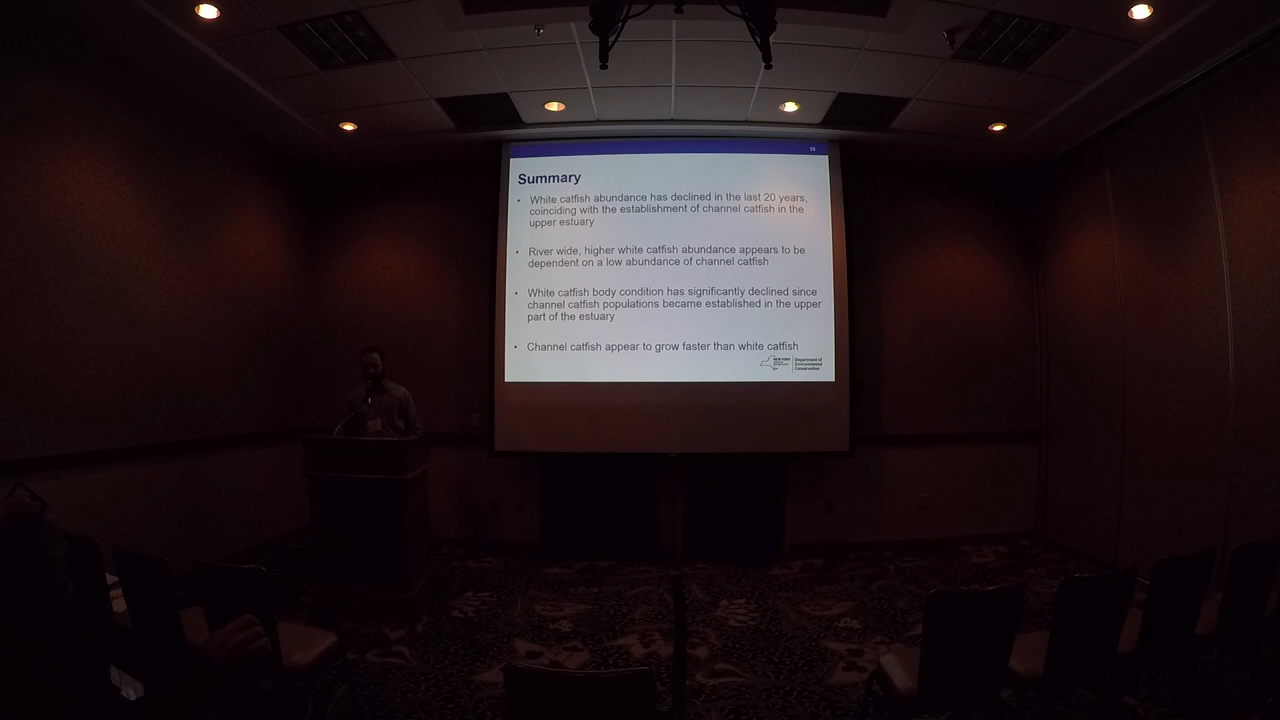 25
Summary
• White catfish abundance has declined in the last 20 years,
coinciding with the establishment of channel catfish in the
upper estuary
• River wide, higher white catfish abundance appears to be
dependent on a low abundance of channel catfish
• White catfish body condition has significantly declined since
channel catfish populations became established in the upper
part of the estuary
• Channel catfish appear to grow faster than white catfish
NEW YORK
Department of
Environmental
Conservation